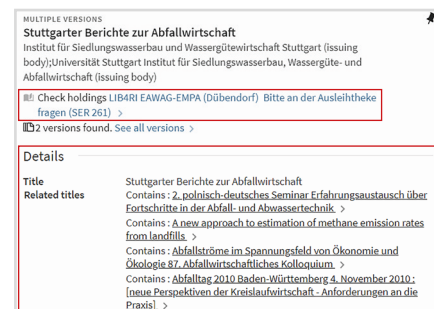 MULTIPLE VERSIONS
Stuttgarter Berichte zur Abfallwirtschaft
Institut für Siedlungswasserbau und Wassergütewirtschaft Stuttgart (issuing
body);Universität Stuttgart Institut für Siedlungswasserbau, Wassergüte- und
Abfallwirtschaft (issuing body)
Check holdings LIB4RI EAWAG-EMPA (Dübendorf) Bitte an der Ausleihtheke
fragen (SER 261) >
2 versions found. See all versions >
Details
Title Stuttgarter Berichte zur Abfallwirtschaft
Related titles Contains : 2. polnisch-deutsches Seminar Erfahrungsaustausch über
Fortschritte in der Abfall- und Abwassertechnik >
Contains : A new approach to estimation of methane emission rates
from landfills >
Contains : Abfallströme im Spannungsfeld von Ökonomie und
Ökologie 87. Abfallwirtschaftliches Kolloquium >
Contains : Abfalltag 2010 Baden-Württemberg 4. November 2010 :
[neue Perspektiven der Kreislaufwirtschaft - Anforderungen an die
Praxis] >